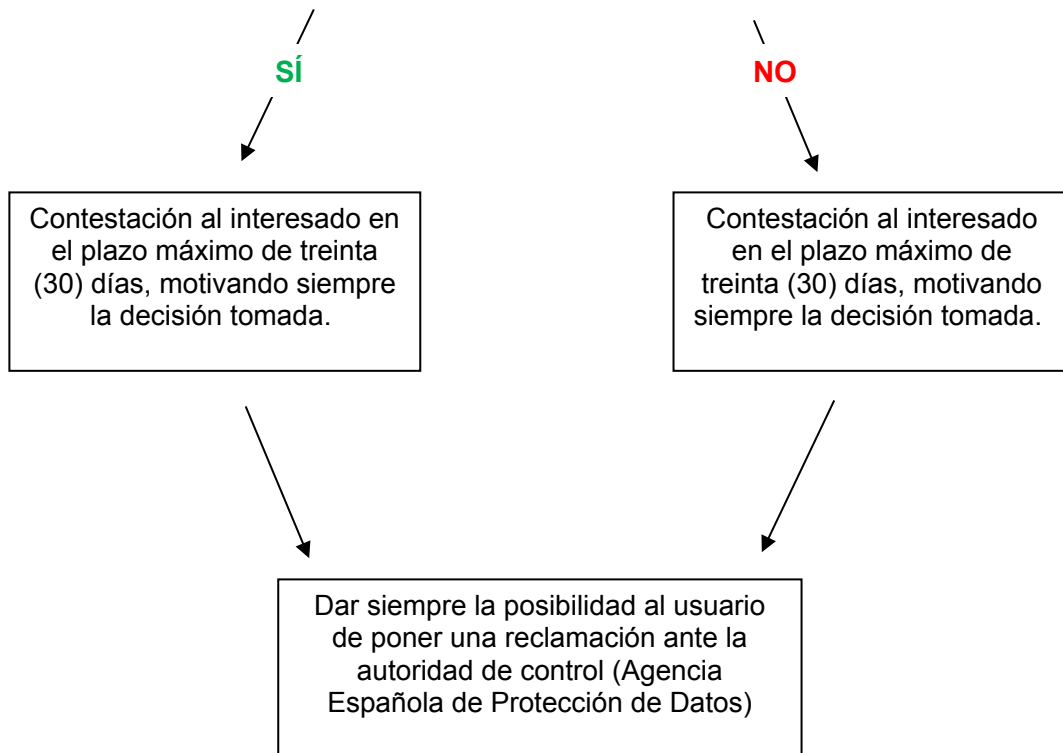 SÍ
NO
Contestación al interesado en
el plazo máximo de treinta
(30) días, motivando siempre
la decisión tomada.
Contestación al interesado
en el plazo máximo de
treinta (30) días, motivando
siempre la decisión tomada.
Dar siempre la posibilidad al usuario
de poner una reclamación ante la
autoridad de control (Agencia
Española de Protección de Datos)